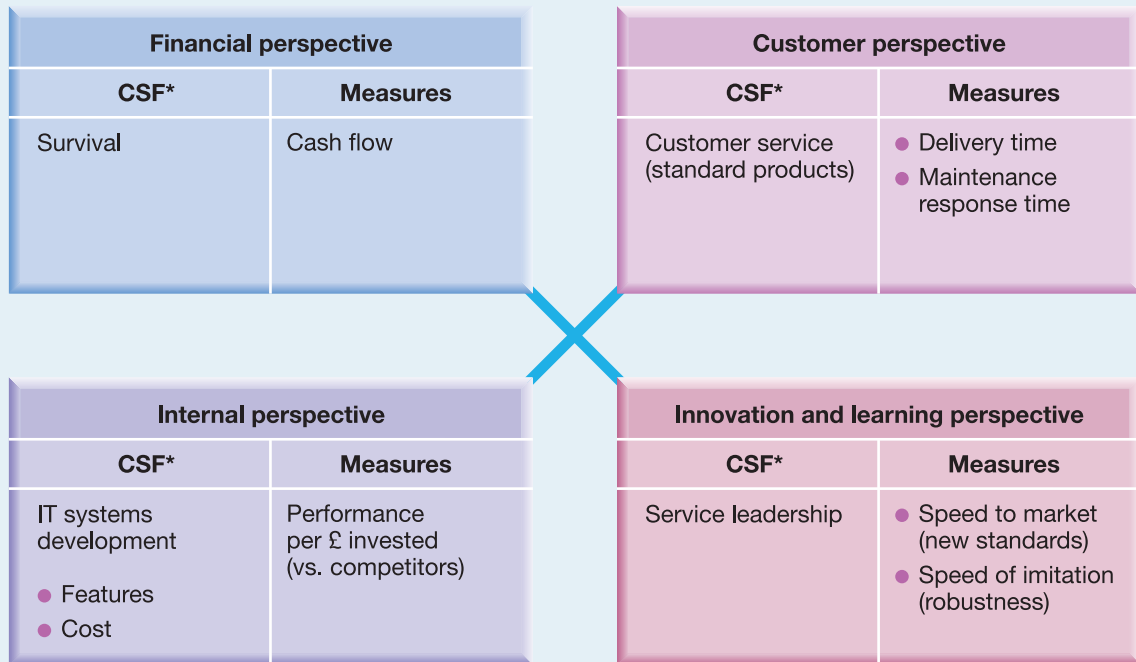 Financial perspective
CSF*
Measures
Survival
Cash flow
Customer perspective
CSF*
Measures
Customer service
(standard products)
● Delivery time
● Maintenance
response time
Internal perspective
CSF*
Measures
IT systems
development
● Features
● Cost
Performance
per £ invested
(vs. competitors)
Innovation and learning perspective
CSF*
Measures
Service leadership
● Speed to market
(new standards)
● Speed of imitation
(robustness)